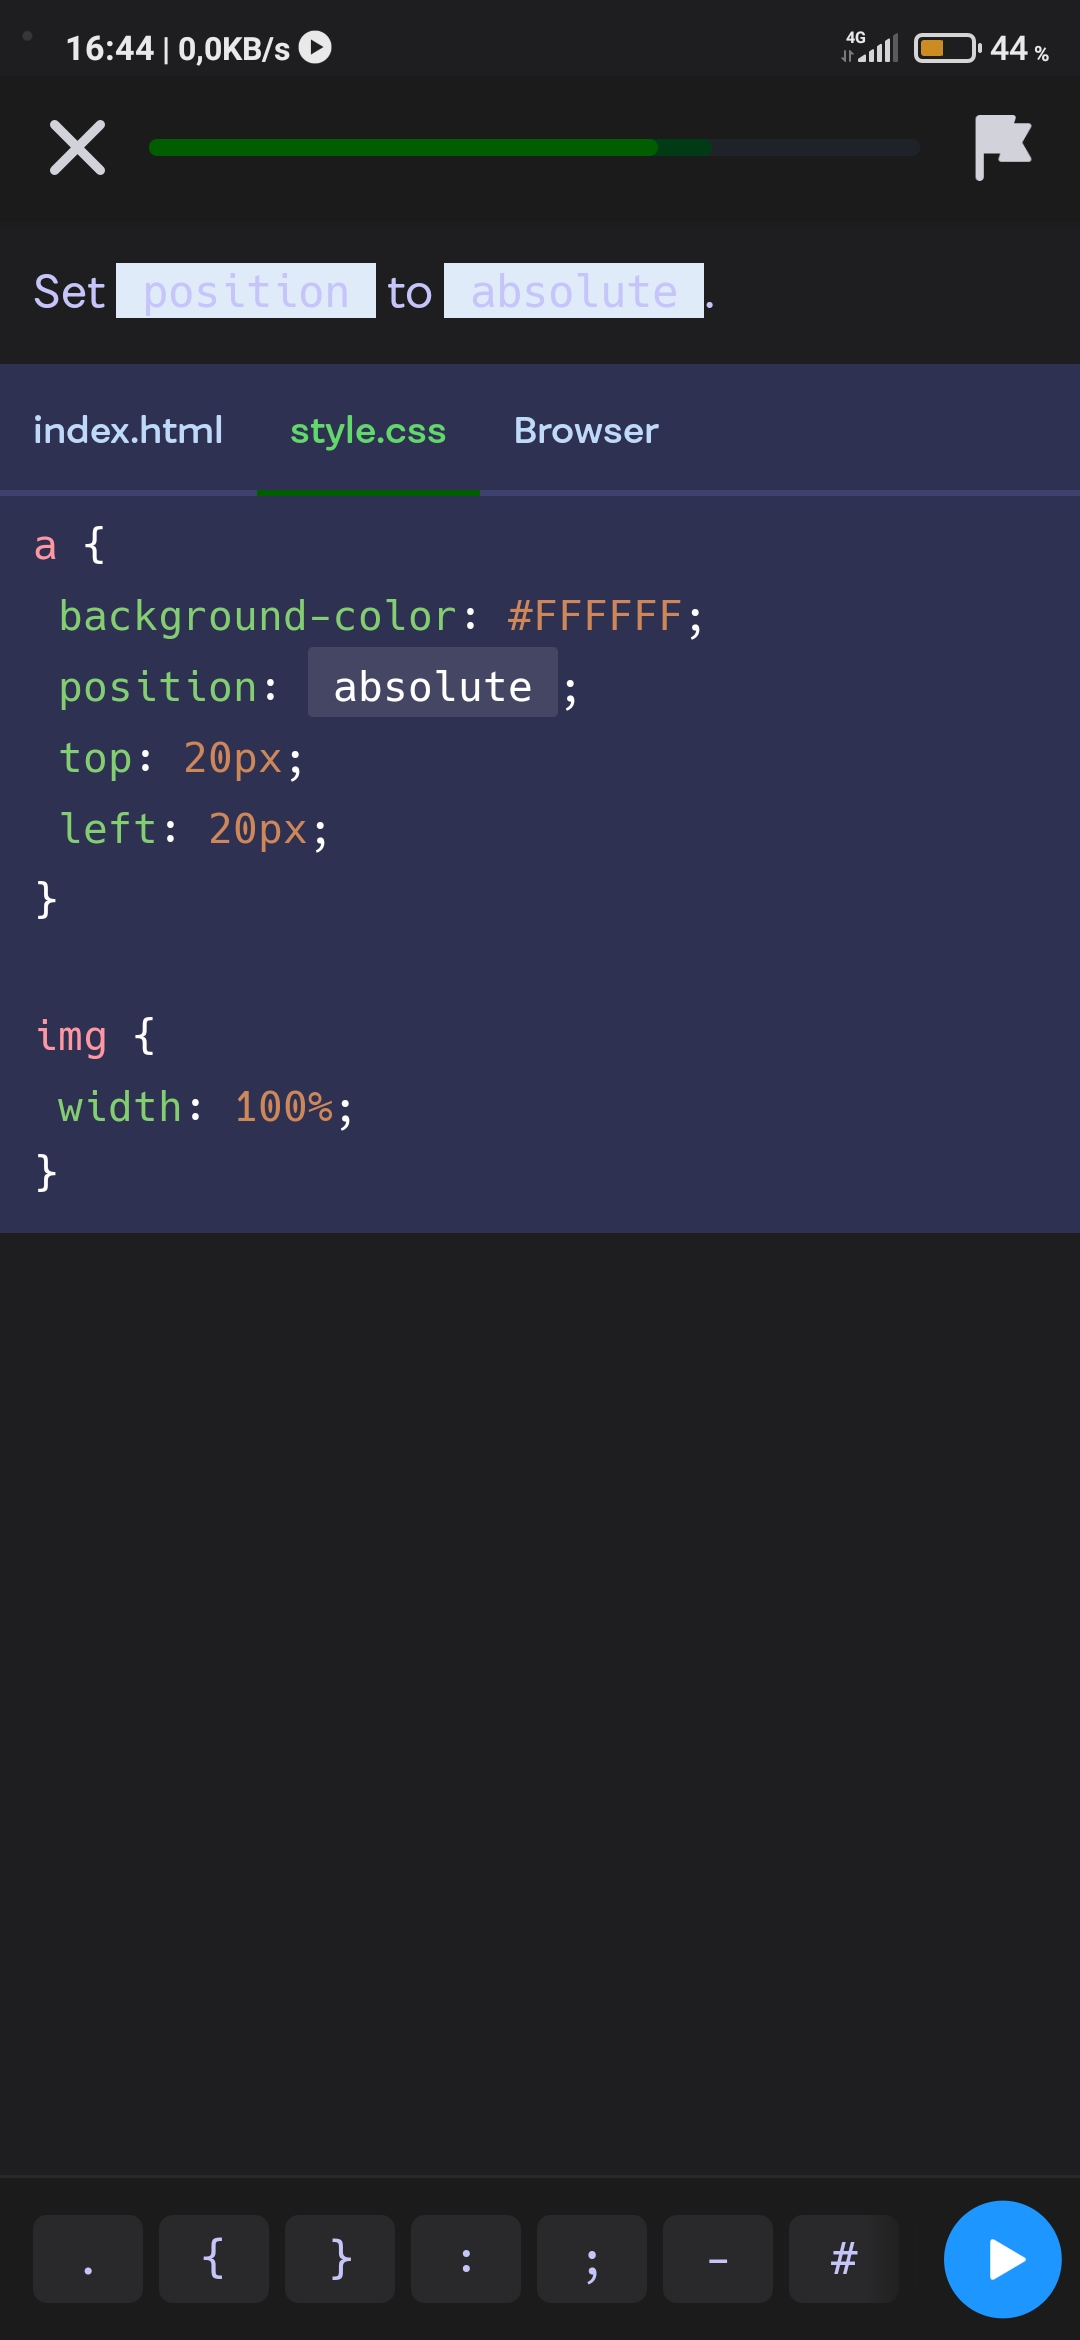 16:44 | 0,0KB/s 4G 44 %
Set position to absolute.
index.html style.css Browser
a {
background-color: #FFFFFF;
position: absolute ;
top: 20px;
left: 20px;
}
img {
width: 100%;
}
. { } : ; - #